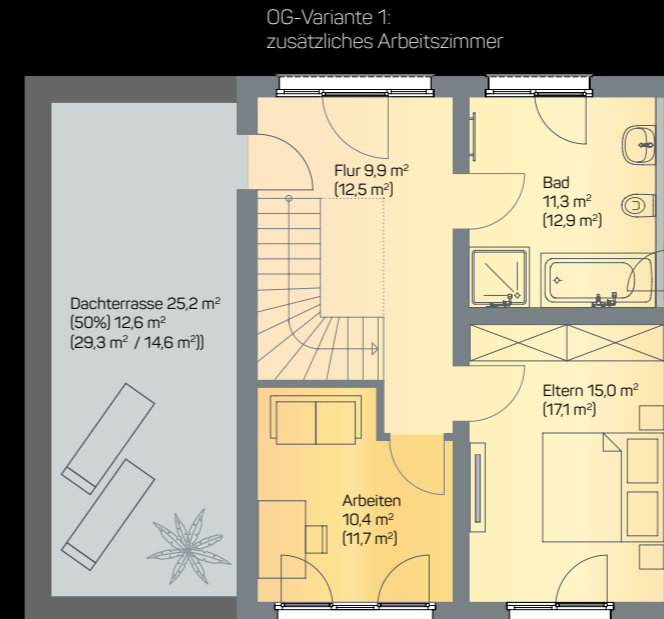 OG-Variante 1:
zusätzliches Arbeitszimmer
Flur 9,9 m²
(12,5 m²)
Bad
11,3 m²
(12,9 m²)
Dachterrasse 25,2 m²
(50%) 12,6 m²
(29,3 m² / 14,6 m²))
Eltern 15,0 m²
(17,1 m²)
Arbeiten
10,4 m²
(11,7 m²)